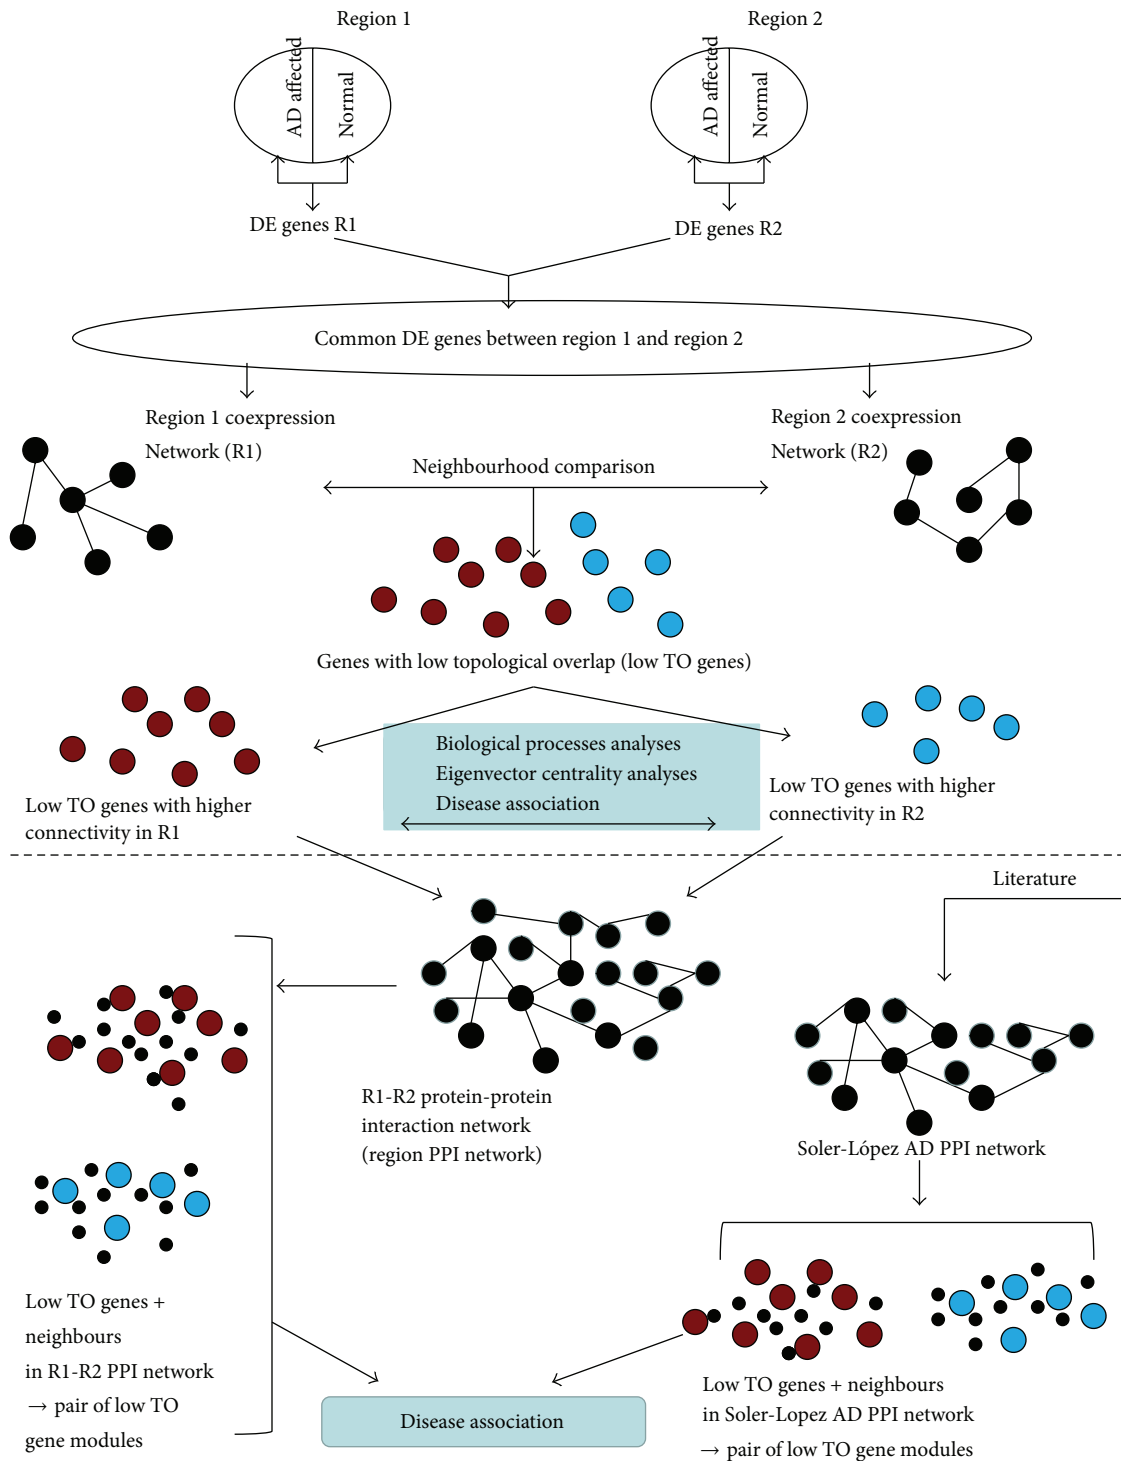 Region 1
Region 2
AD affected
Normal
AD affected
Normal
DE genes R1
DE genes R2
Common DE genes between region 1 and region 2
Region 1 coexpression
Network (R1)
Region 2 coexpression
Network (R2)
Neighbourhood comparison
Genes with low topological overlap (low TO genes)
Biological processes analyses
Eigenvector centrality analyses
Disease association
Low TO genes with higher
connectivity in R1
Low TO genes with higher
connectivity in R2
Literature
R1-R2 protein-protein
interaction network
(region PPI network)
Soler-López AD PPI network
Low TO genes +
neighbours
in R1-R2 PPI network
→ pair of low TO
gene modules
Low TO genes + neighbours
in Soler-Lopez AD PPI network
→ pair of low TO gene modules
Disease association